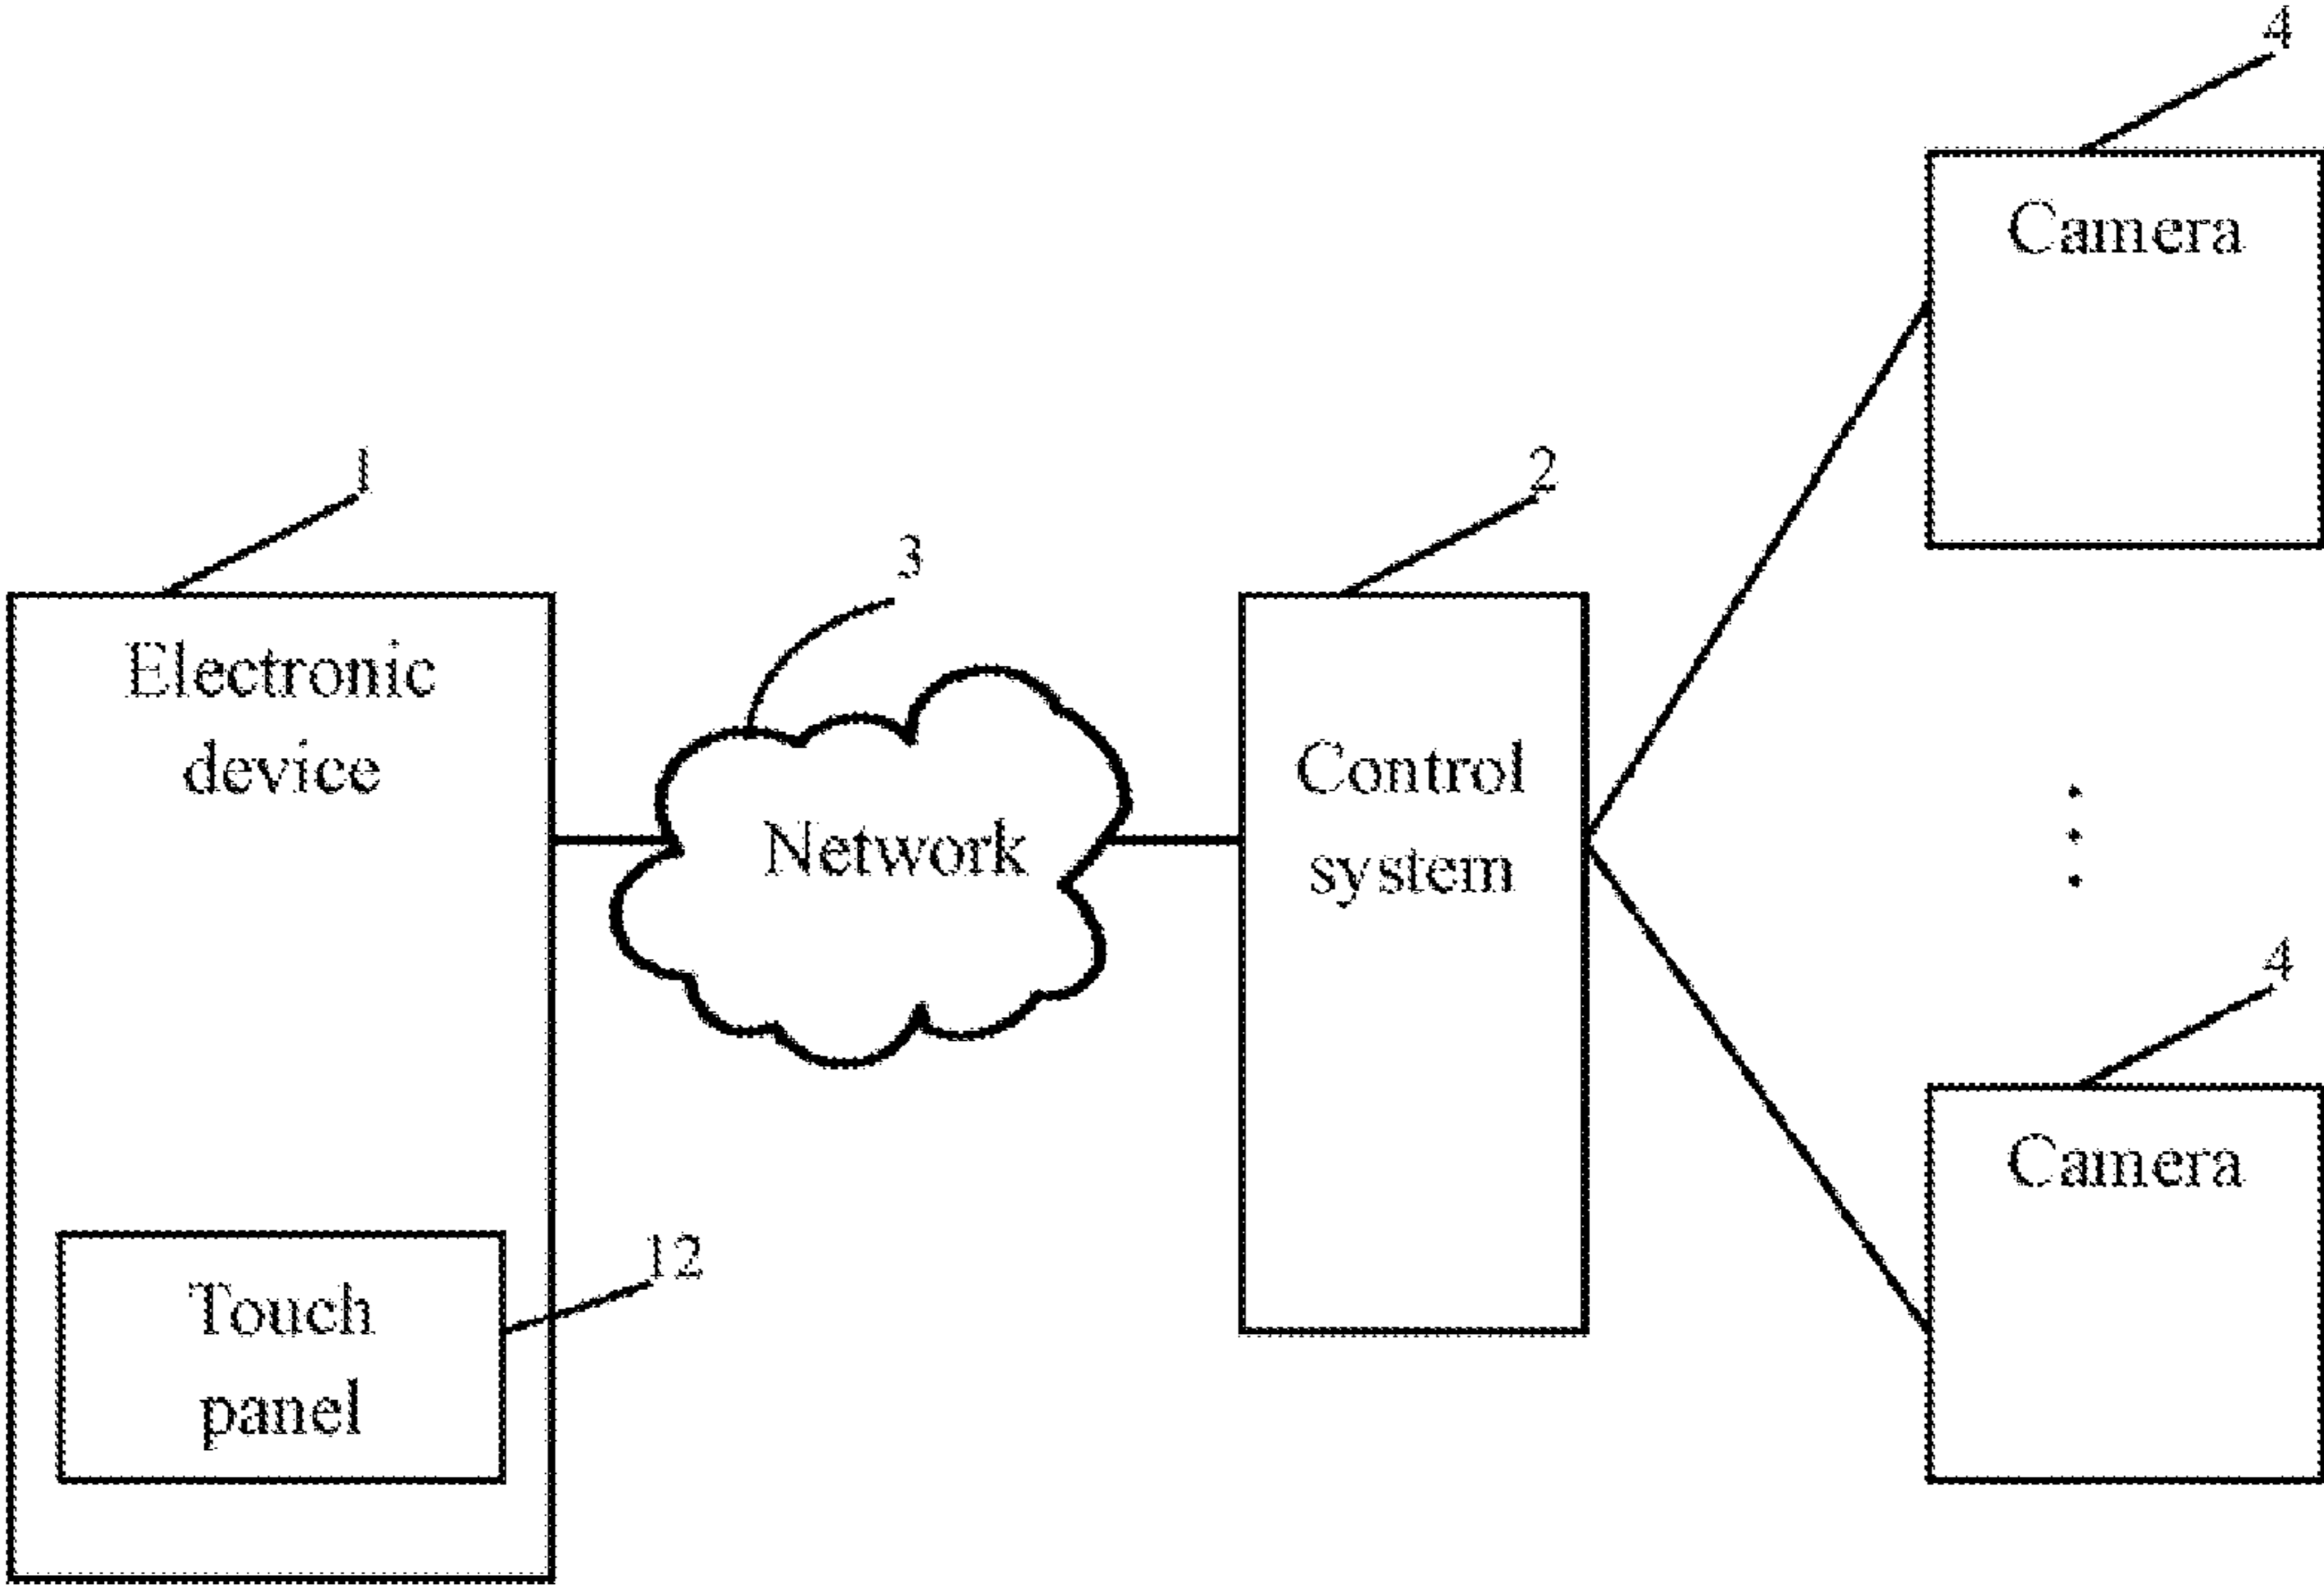 4
Camera
1
2
3
Electronic
device
Control
system
Network
4
Camera
12
Touch
panel